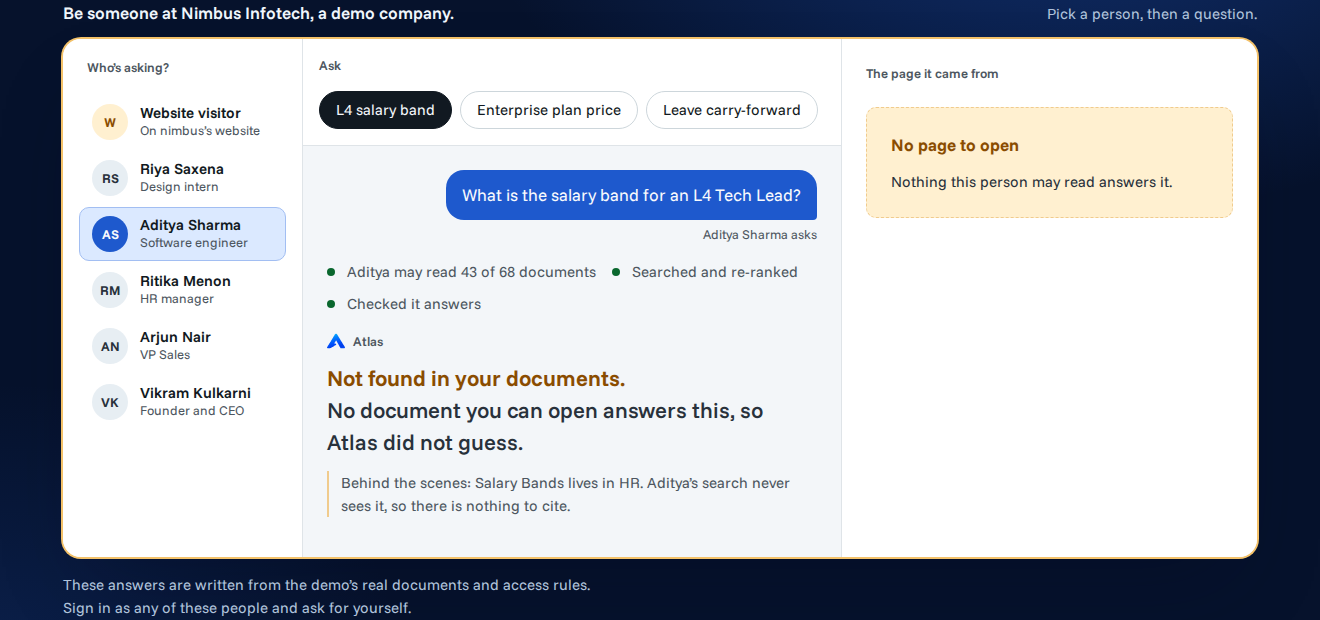 Be someone at Nimbus Infotech, a demo company.
Pick a person, then a question.
Who's asking?
W
Website visitor
On nimbus's website
RS
Riya Saxena
Design intern
AS
Aditya Sharma
Software engineer
RM
Ritika Menon
HR manager
AN
Arjun Nair
VP Sales
VK
Vikram Kulkarni
Founder and CEO
Ask
L4 salary band
Enterprise plan price
Leave carry-forward
What is the salary band for an L4 Tech Lead?
Aditya Sharma asks
Aditya may read 43 of 68 documents
Searched and re-ranked
Checked it answers
Atlas
Not found in your documents.
No document you can open answers this, so
Atlas did not guess.
Behind the scenes: Salary Bands lives in HR. Aditya's search never
sees it, so there is nothing to cite.
The page it came from
No page to open
Nothing this person may read answers it.
These answers are written from the demo's real documents and access rules.
Sign in as any of these people and ask for yourself.